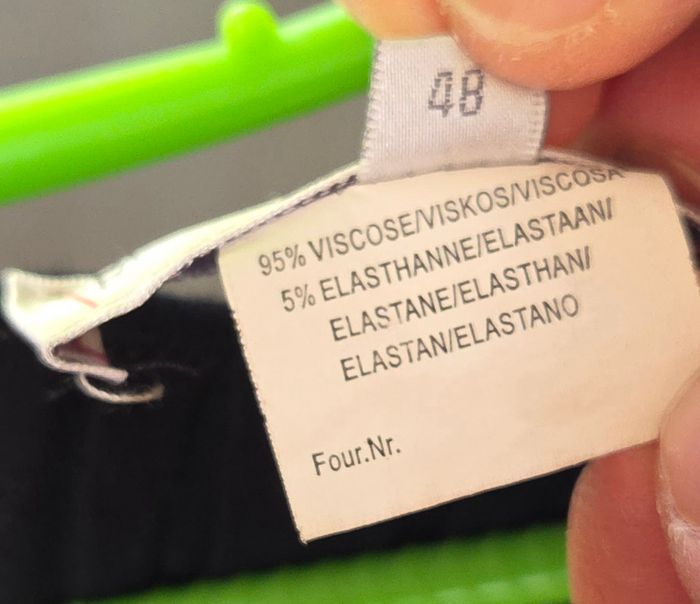 48
95% VISCOSE/VISKOS/VISCOSA
5% ELASTHANNE/ELASTAAN/
ELASTANE/ELASTHAN/
ELASTAN/ELASTANO
Four.Nr.